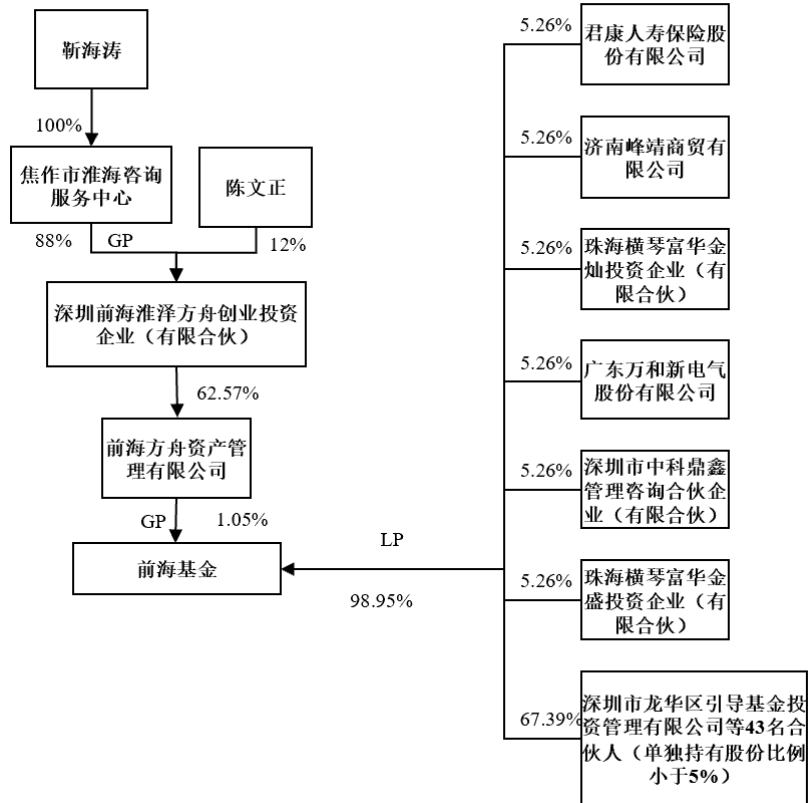 靳海涛
100%
焦作市淮海咨询
服务中心
陈文正
88%
GP
12%
深圳前海淮泽方舟创业投资
企业（有限合伙）
62.57%
前海方舟资产管
理有限公司
GP
1.05%
前海基金
LP
98.95%
5.26%
君康人寿保险股
份有限公司
5.26%
济南峰靖商贸有
限公司
5.26%
珠海横琴富华金
灿投资企业（有
限合伙）
5.26%
广东万和新电气
股份有限公司
5.26%
深圳市中科鼎鑫
管理咨询合伙企
业（有限合伙）
5.26%
珠海横琴富华金
盛投资企业（有
限合伙）
67.39%
深圳市龙华区引导基金投
资管理有限公司等43名合
伙人（单独持有股份比例
小于5%）